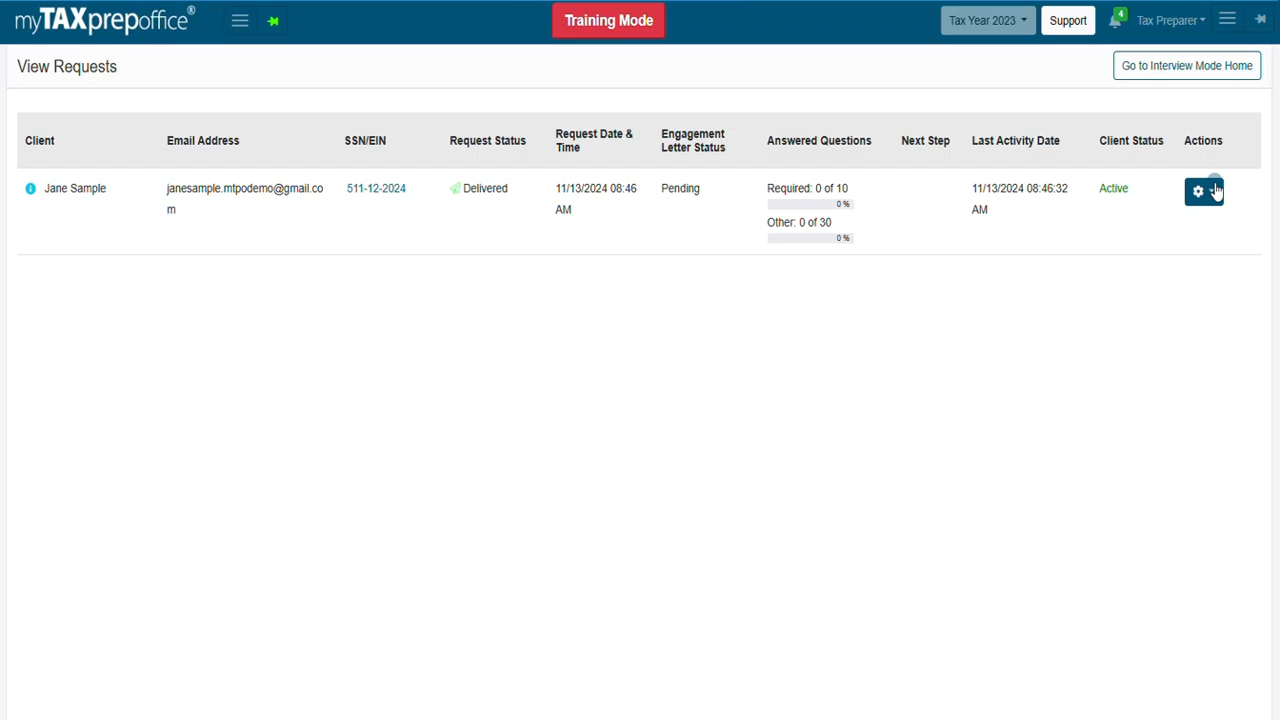 myTAXprepoffice®
Training Mode
Tax Year 2023
Support
4
Tax Preparer
View Requests
Go to Interview Mode Home
Client
Email Address
SSN/EIN
Request Status
Request Date &
Time
Engagement
Letter Status
Answered Questions
Next Step
Last Activity Date
Client Status
Actions
Jane Sample
janesample.mtpodemo@gmail.co
m
511-12-2024
Delivered
11/13/2024 08:46
AM
Pending
Required: 0 of 10
0 %
Other: 0 of 30
0 %
11/13/2024 08:46:32
AM
Active